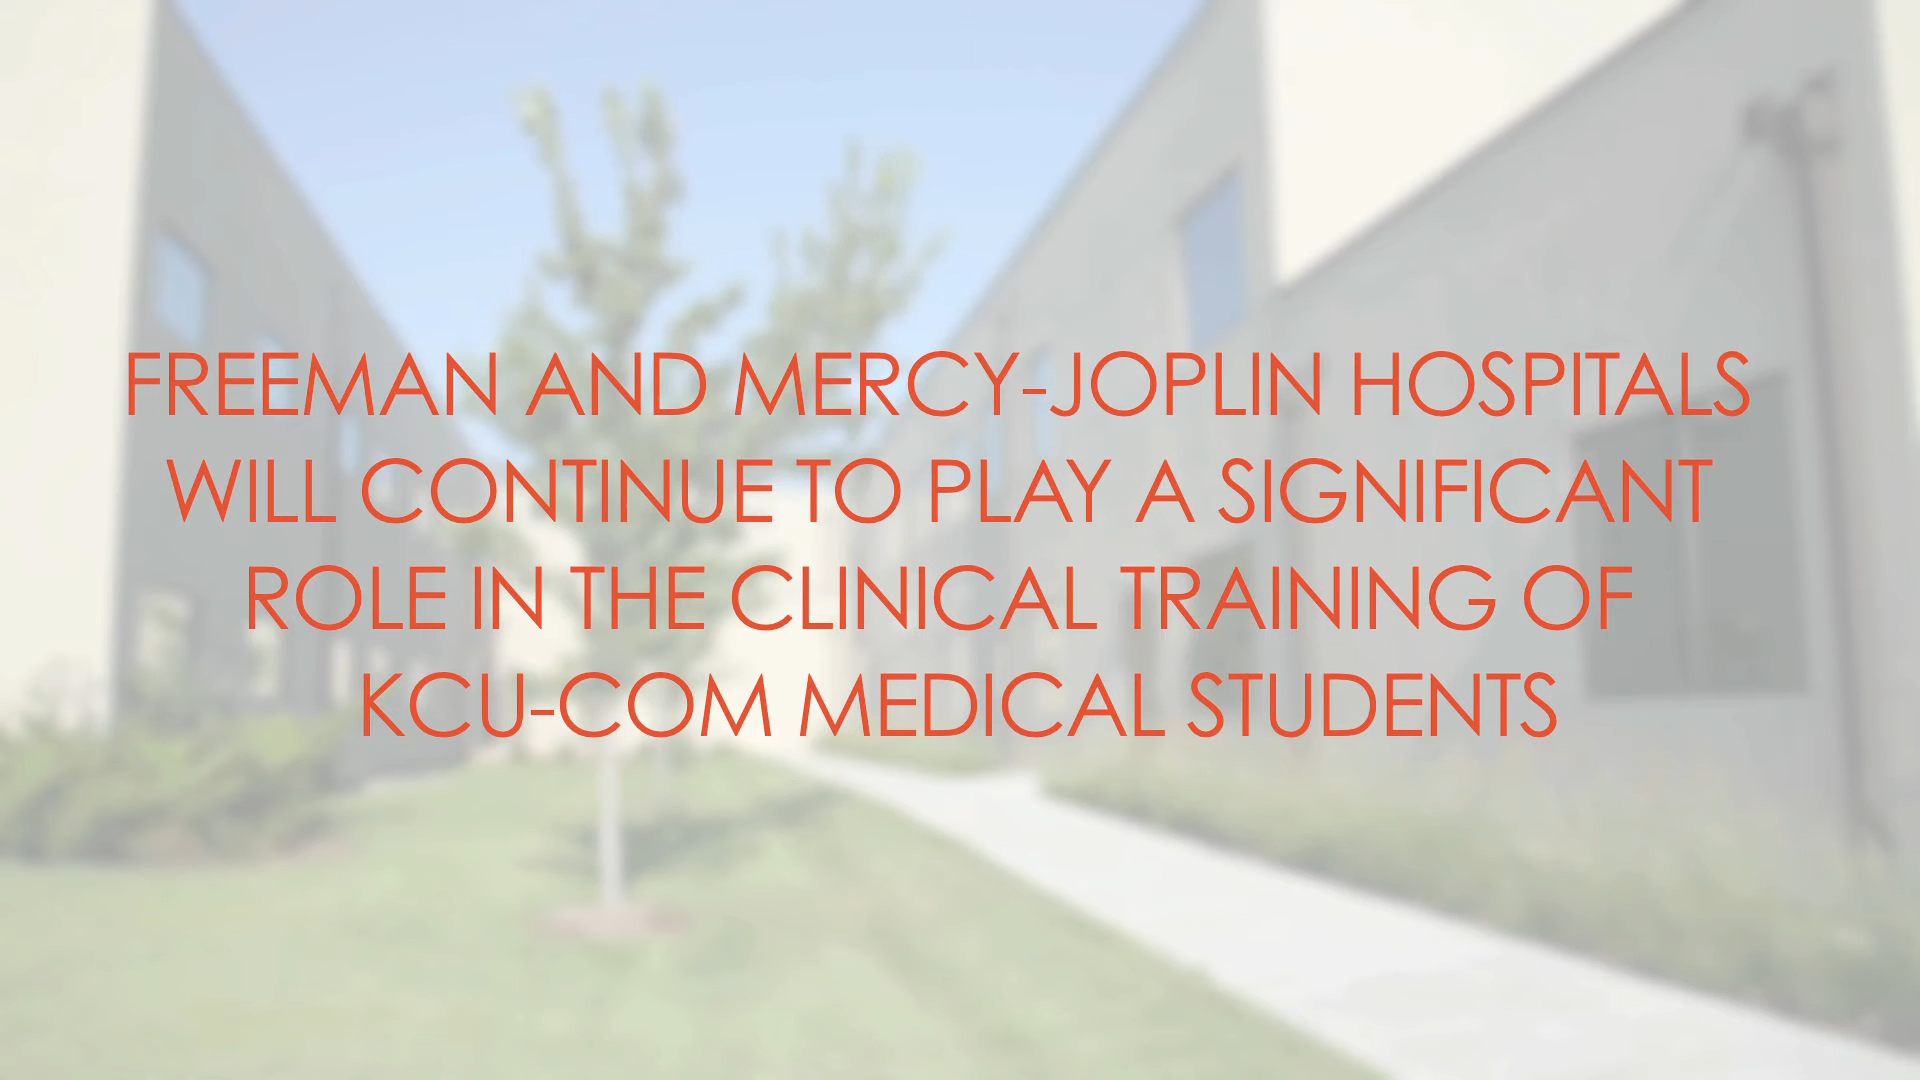 FREEMAN AND MERCY-JOPLIN HOSPITALS
WILL CONTINUE TO PLAY A SIGNIFICANT
ROLE IN THE CLINICAL TRAINING OF
KCU-COM MEDICAL STUDENTS